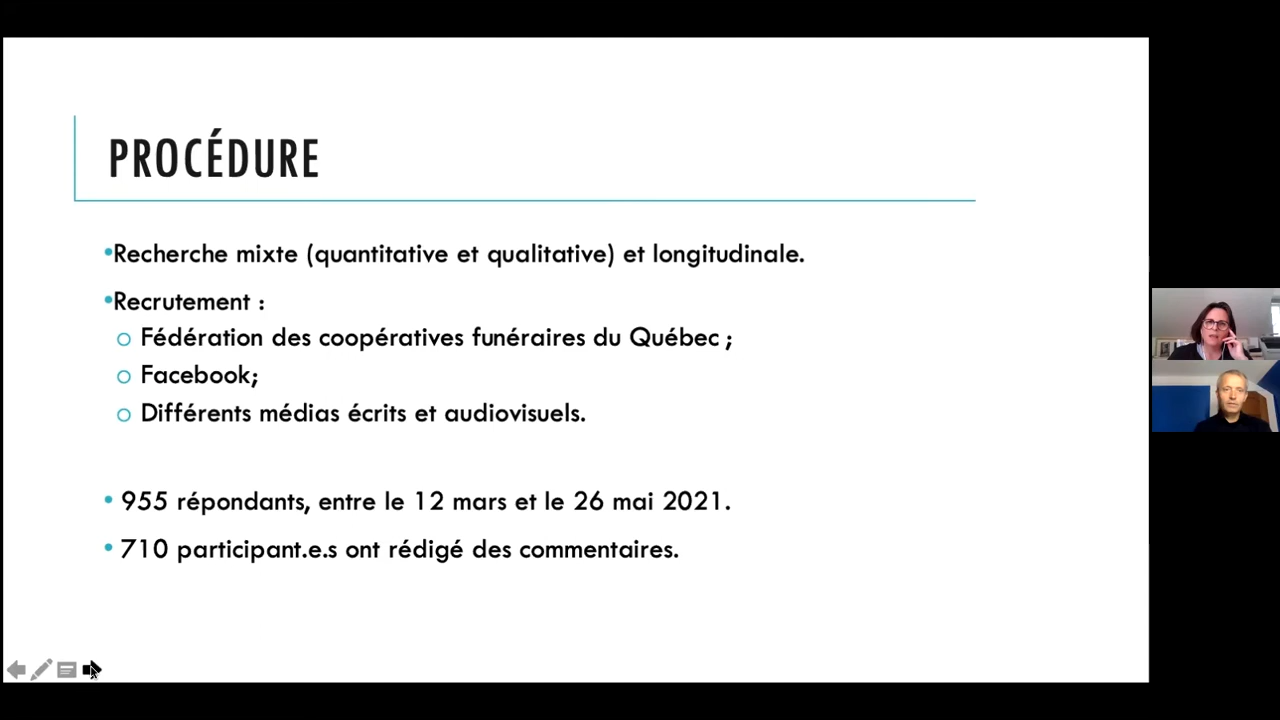 PROCÉDURE
•Recherche mixte (quantitative et qualitative) et longitudinale.
•Recrutement :
o Fédération des coopératives funéraires du Québec ;
o Facebook;
o Différents médias écrits et audiovisuels.
• 955 répondants, entre le 12 mars et le 26 mai 2021.
• 710 participant.e.s ont rédigé des commentaires.